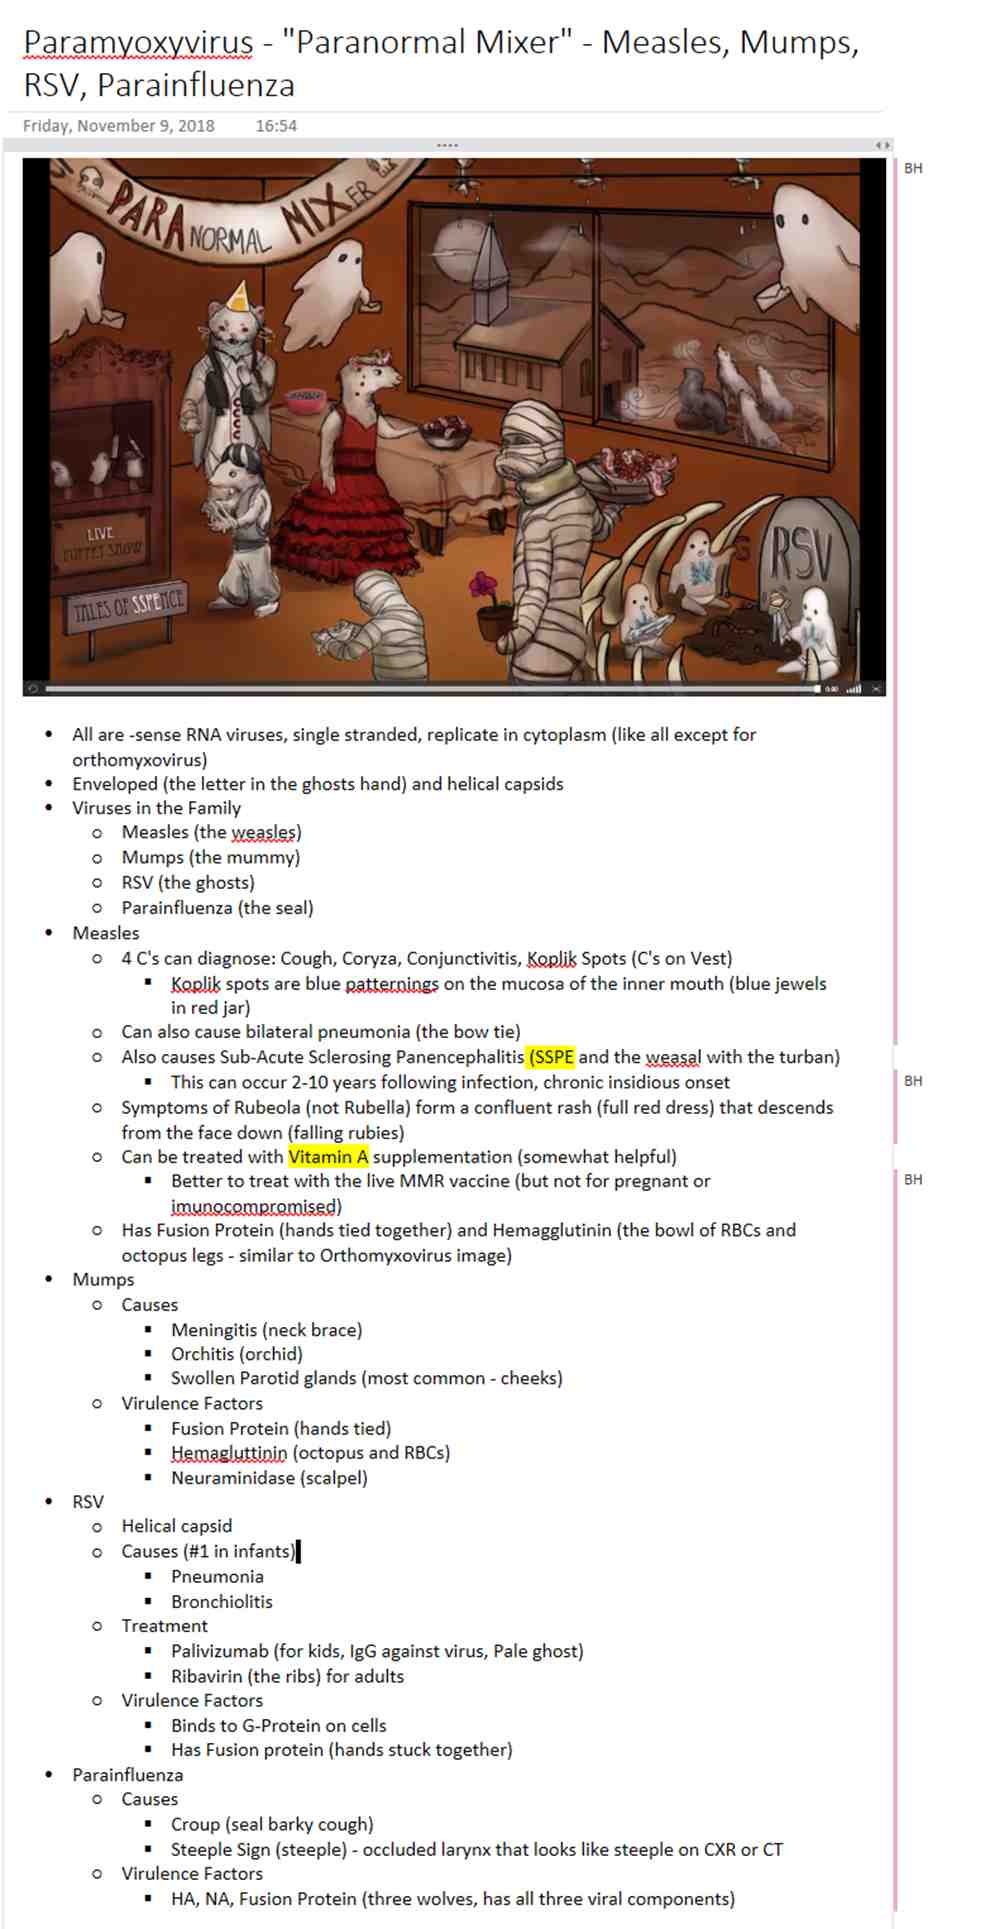 Paramyoxyvirus - "Paranormal Mixer" - Measles, Mumps,
RSV, Parainfluenza
Friday, November 9, 2018 16:54
BH
PARANORMAL MIXER
A
RSV
G
LIVE
PUPPET SHOW
TALES OF SSPENCE
0:00
• All are -sense RNA viruses, single stranded, replicate in cytoplasm (like all except for
orthomyxovirus)
• Enveloped (the letter in the ghosts hand) and helical capsids
• Viruses in the Family
o Measles (the weasles)
o Mumps (the mummy)
o RSV (the ghosts)
o Parainfluenza (the seal)
• Measles
o 4 C's can diagnose: Cough, Coryza, Conjunctivitis, Koplik Spots (C's on Vest)
▪ Koplik spots are blue patternings on the mucosa of the inner mouth (blue jewels
in red jar)
o Can also cause bilateral pneumonia (the bow tie)
o Also causes Sub-Acute Sclerosing Panencephalitis (SSPE and the weasal with the turban)
▪ This can occur 2-10 years following infection, chronic insidious onset
BH
o Symptoms of Rubeola (not Rubella) form a confluent rash (full red dress) that descends
from the face down (falling rubies)
o Can be treated with Vitamin A supplementation (somewhat helpful)
▪ Better to treat with the live MMR vaccine (but not for pregnant or
imunocompromised)
BH
o Has Fusion Protein (hands tied together) and Hemagglutinin (the bowl of RBCs and
octopus legs - similar to Orthomyxovirus image)
• Mumps
o Causes
▪ Meningitis (neck brace)
▪ Orchitis (orchid)
▪ Swollen Parotid glands (most common - cheeks)
o Virulence Factors
▪ Fusion Protein (hands tied)
▪ Hemagluttinin (octopus and RBCs)
▪ Neuraminidase (scalpel)
• RSV
o Helical capsid
o Causes (#1 in infants)
▪ Pneumonia
▪ Bronchiolitis
o Treatment
▪ Palivizumab (for kids, IgG against virus, Pale ghost)
▪ Ribavirin (the ribs) for adults
o Virulence Factors
▪ Binds to G-Protein on cells
▪ Has Fusion protein (hands stuck together)
• Parainfluenza
o Causes
▪ Croup (seal barky cough)
▪ Steeple Sign (steeple) - occluded larynx that looks like steeple on CXR or CT
o Virulence Factors
▪ HA, NA, Fusion Protein (three wolves, has all three viral components)